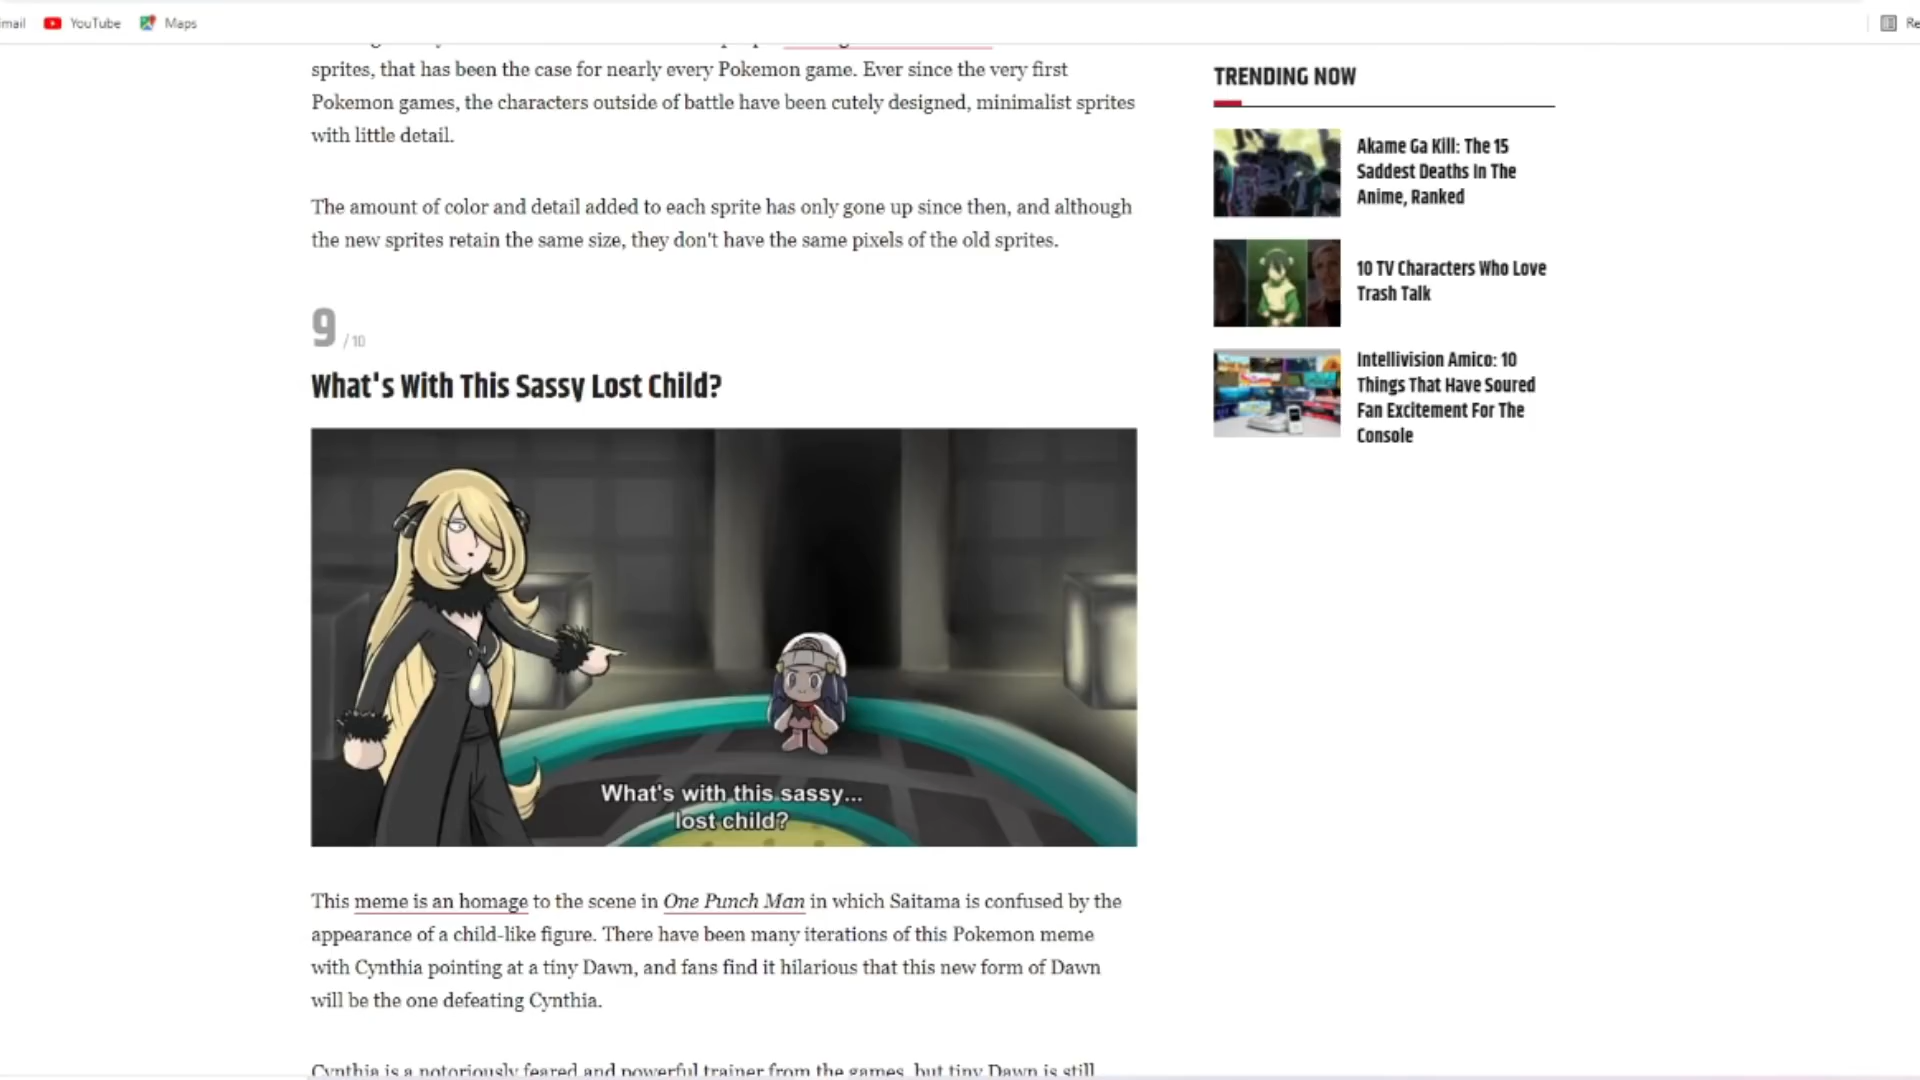 YouTube
Maps
sprites, that has been the case for nearly every Pokemon game. Ever since the very first
Pokemon games, the characters outside of battle have been cutely designed, minimalist sprites
with little detail.
The amount of color and detail added to each sprite has only gone up since then, and although
the new sprites retain the same size, they don't have the same pixels of the old sprites.
9 / 10
What's With This Sassy Lost Child?
What's with this sassy...
lost child?
This meme is an homage to the scene in One Punch Man in which Saitama is confused by the
appearance of a child-like figure. There have been many iterations of this Pokemon meme
with Cynthia pointing at a tiny Dawn, and fans find it hilarious that this new form of Dawn
will be the one defeating Cynthia.
Cynthia is a notoriously feared and powerful trainer from the games, but tiny Dawn is still
TRENDING NOW
Akame Ga Kill: The 15
Saddest Deaths In The
Anime, Ranked
10 TV Characters Who Love
Trash Talk
Intellivision Amico: 10
Things That Have Soured
Fan Excitement For The
Console